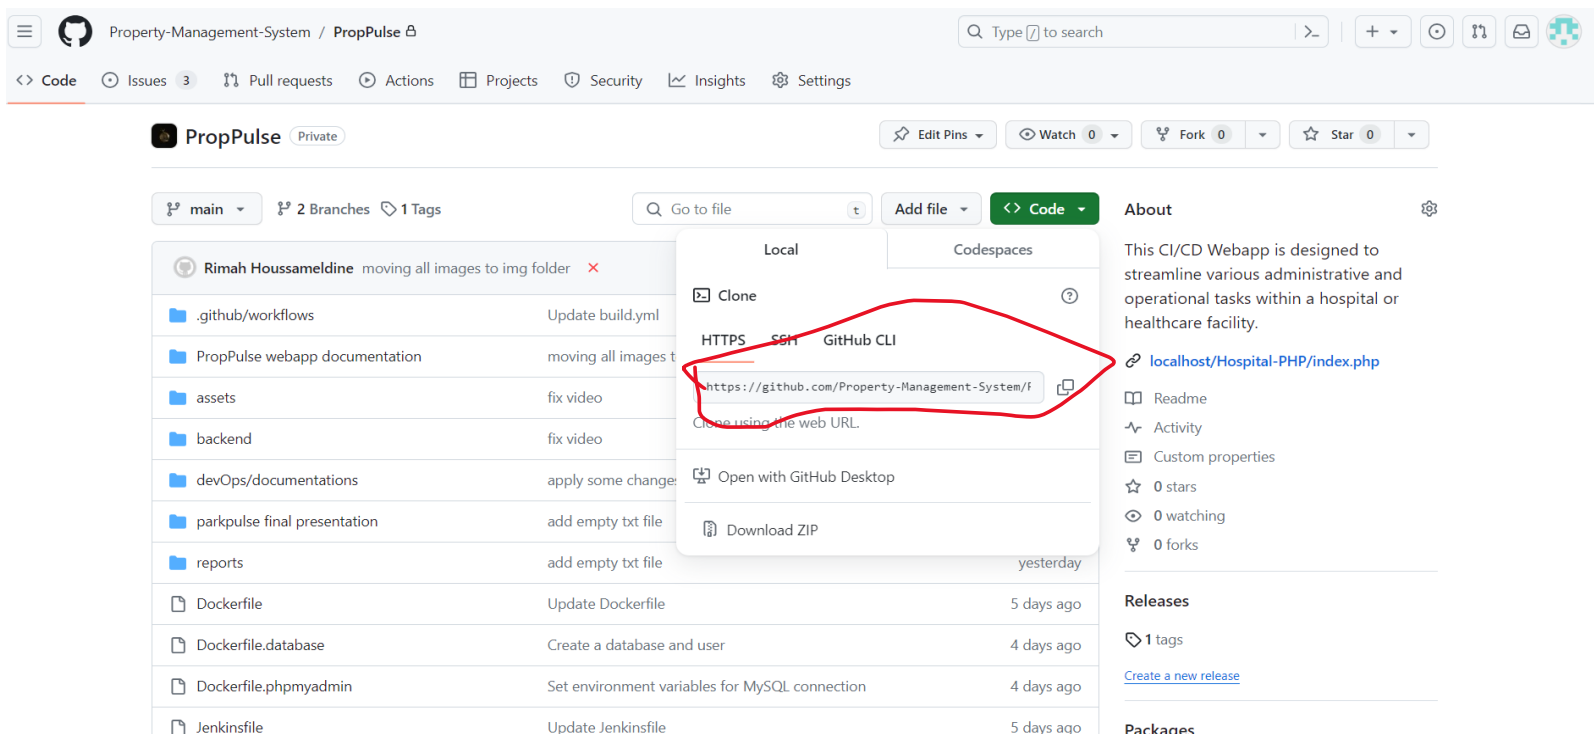 Property-Management-System / PropPulse
Type / to search
Code
Issues 3
Pull requests
Actions
Projects
Security
Insights
Settings
PropPulse Private
Edit Pins
Watch 0
Fork 0
Star 0
main
2 Branches
1 Tags
Go to file t
Add file
Code
Rimah Houssameldine moving all images to img folder
.github/workflows Update build.yml
PropPulse webapp documentation moving all images t
assets fix video
backend fix video
devOps/documentations apply some changes
parkpulse final presentation add empty txt file
reports add empty txt file yesterday
Dockerfile Update Dockerfile 5 days ago
Dockerfile.database Create a database and user 4 days ago
Dockerfile.phpmyadmin Set environment variables for MySQL connection 4 days ago
Jenkinsfile Update Jenkinsfile 5 days ago
Local Codespaces
Clone
HTTPS SSH GitHub CLI
https://github.com/Property-Management-System/
Clone using the web URL.
Open with GitHub Desktop
Download ZIP
About
This CI/CD Webapp is designed to
streamline various administrative and
operational tasks within a hospital or
healthcare facility.
localhost/Hospital-PHP/index.php
Readme
Activity
Custom properties
0 stars
0 watching
0 forks
Releases
1 tags
Create a new release
Packages